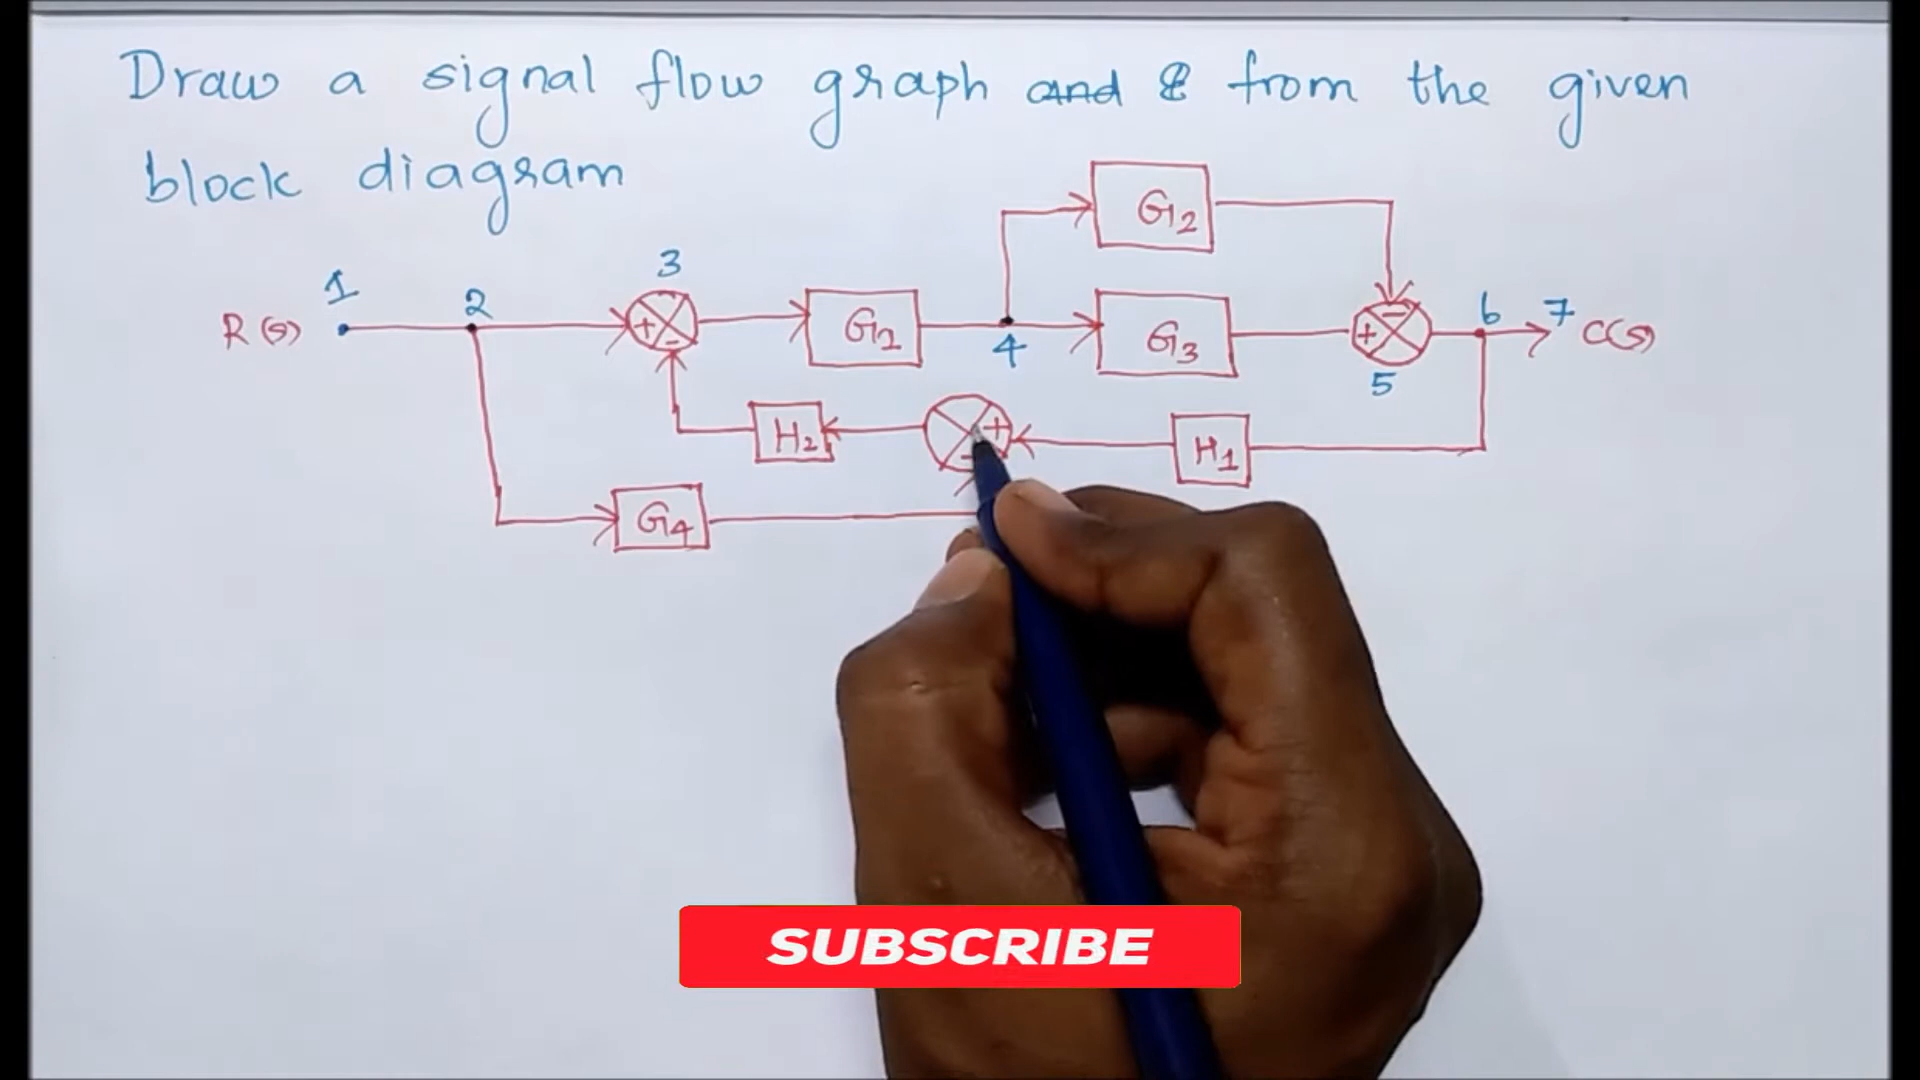 Draw a signal flow graph and from the given
block diagram
G2
3
1
2
R(s)
+
-
G1
4
G3
-
+
5
6
7
C(s)
H2
+
-
H1
G4
SUBSCRIBE